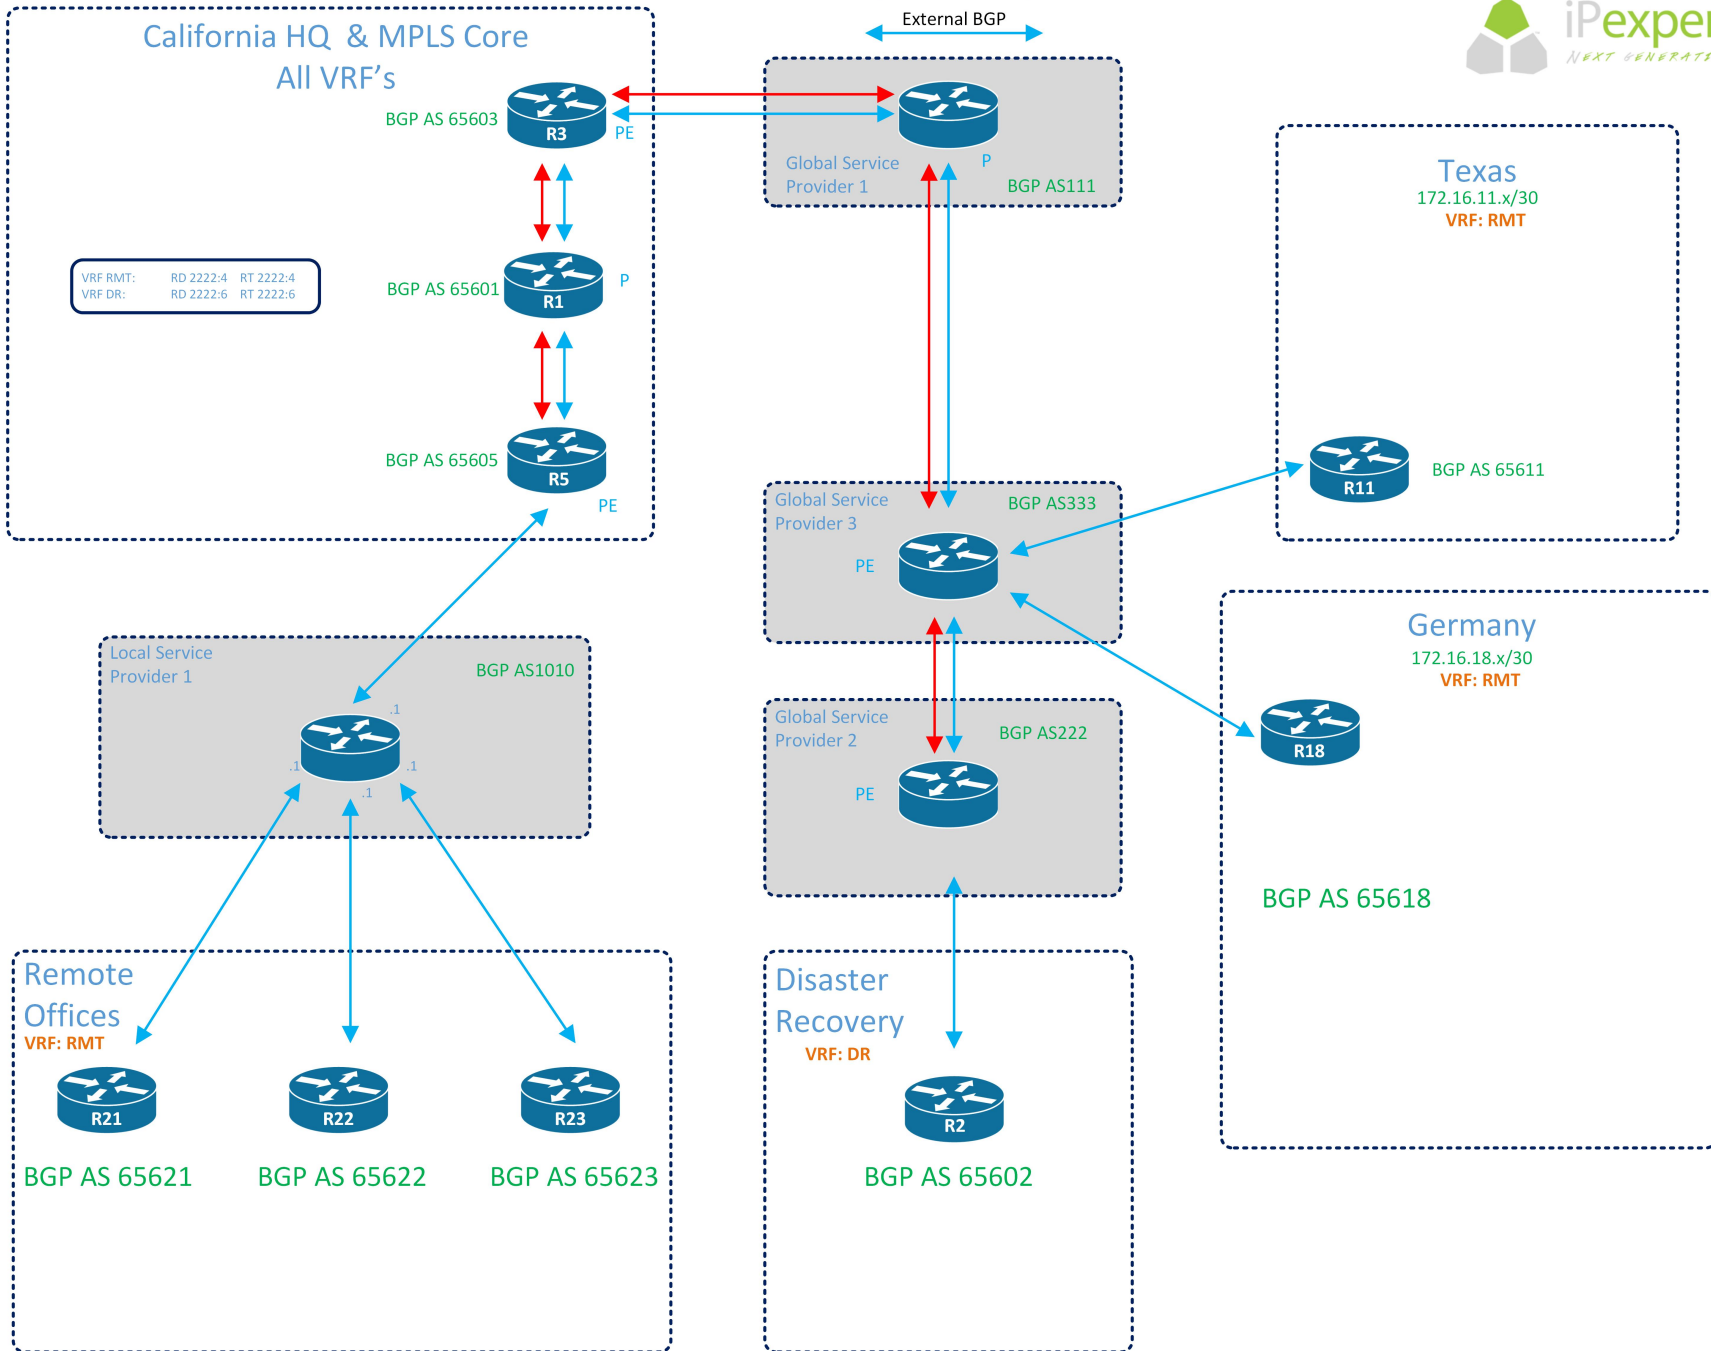 California HQ & MPLS Core
All VRF's
BGP AS 65603
R3
PE
VRF RMT: RD 2222:4 RT 2222:4
VRF DR: RD 2222:6 RT 2222:6
BGP AS 65601
R1
P
BGP AS 65605
R5
PE
External BGP
Global Service
Provider 1
P
BGP AS111
Texas
172.16.11.x/30
VRF: RMT
R11
BGP AS 65611
Global Service
Provider 3
BGP AS333
PE
Germany
172.16.18.x/30
VRF: RMT
R18
BGP AS 65618
Local Service
Provider 1
BGP AS1010
.1
.1
.1
.1
Global Service
Provider 2
BGP AS222
PE
Remote
Offices
VRF: RMT
R21
R22
R23
BGP AS 65621
BGP AS 65622
BGP AS 65623
Disaster
Recovery
VRF: DR
R2
BGP AS 65602